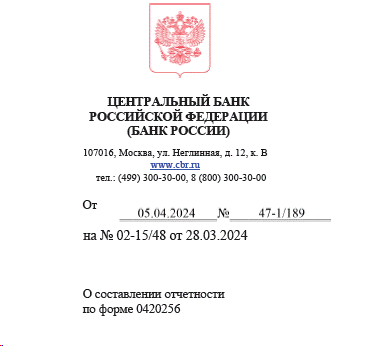 ЦЕНТРАЛЬНЫЙ БАНК
РОССИЙСКОЙ ФЕДЕРАЦИИ
(БАНК РОССИИ)
107016, Москва, ул. Неглинная, д. 12, к. В
www.cbr.ru
тел.: (499) 300-30-00, 8 (800) 300-30-00
От 05.04.2024 № 47-1/189
на № 02-15/48 от 28.03.2024
О составлении отчетности
по форме 0420256